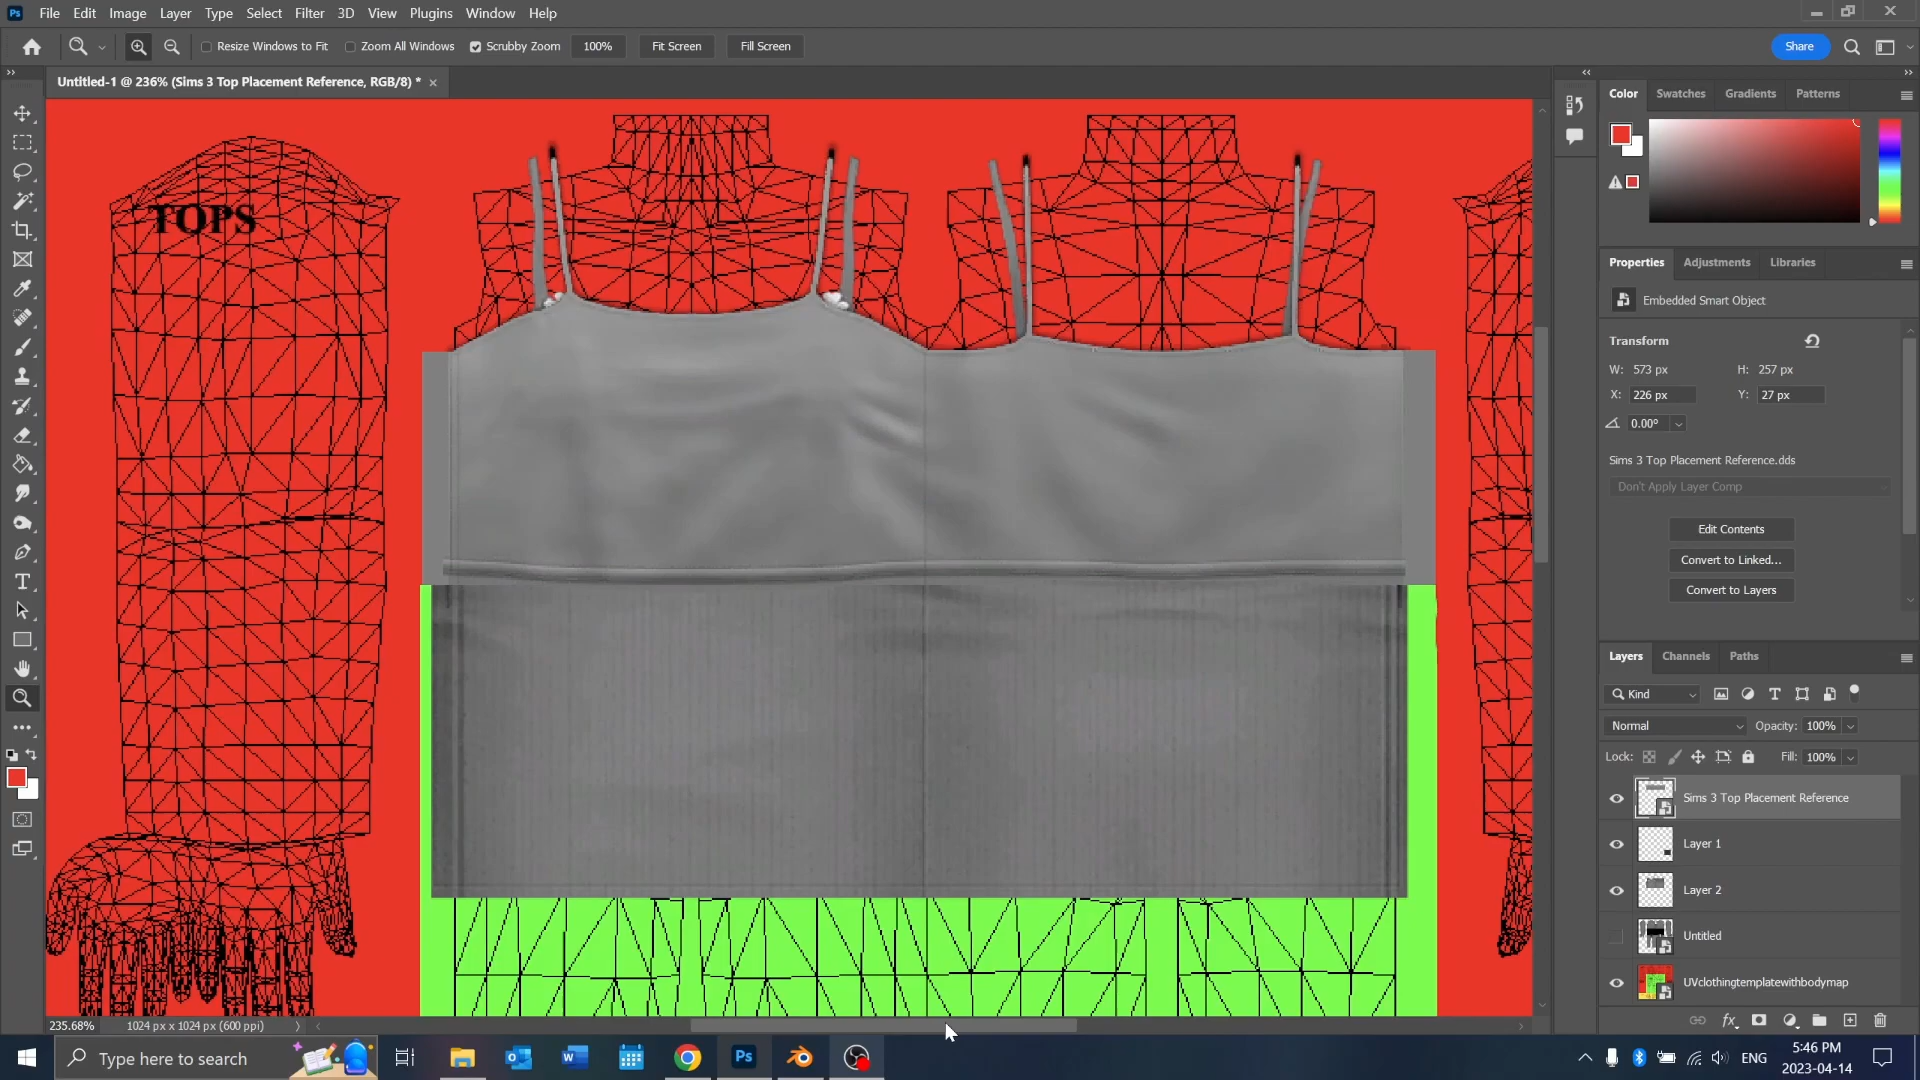 Ps File Edit Image Layer Type Select Filter 3D View Plugins Window Help
Resize Windows to Fit Zoom All Windows Scrubby Zoom 100% Fit Screen Fill Screen Share
Untitled-1 @ 236% (Sims 3 Top Placement Reference, RGB/8) * ×
Color Swatches Gradients Patterns
TOPS
Properties Adjustments Libraries
Embedded Smart Object
Transform
W: 573 px H: 257 px
X: 226 px Y: 27 px
0.00°
Sims 3 Top Placement Reference.dds
Don't Apply Layer Comp
Edit Contents
Convert to Linked...
Convert to Layers
Layers Channels Paths
Kind
Normal Opacity: 100%
Lock: Fill: 100%
Sims 3 Top Placement Reference
Layer 1
Layer 2
Untitled
UVclothingtemplatewithbodymap
235.68% 1024 px x 1024 px (600 ppi)
fx
Type here to search
Ps
ENG
5:46 PM
2023-04-14